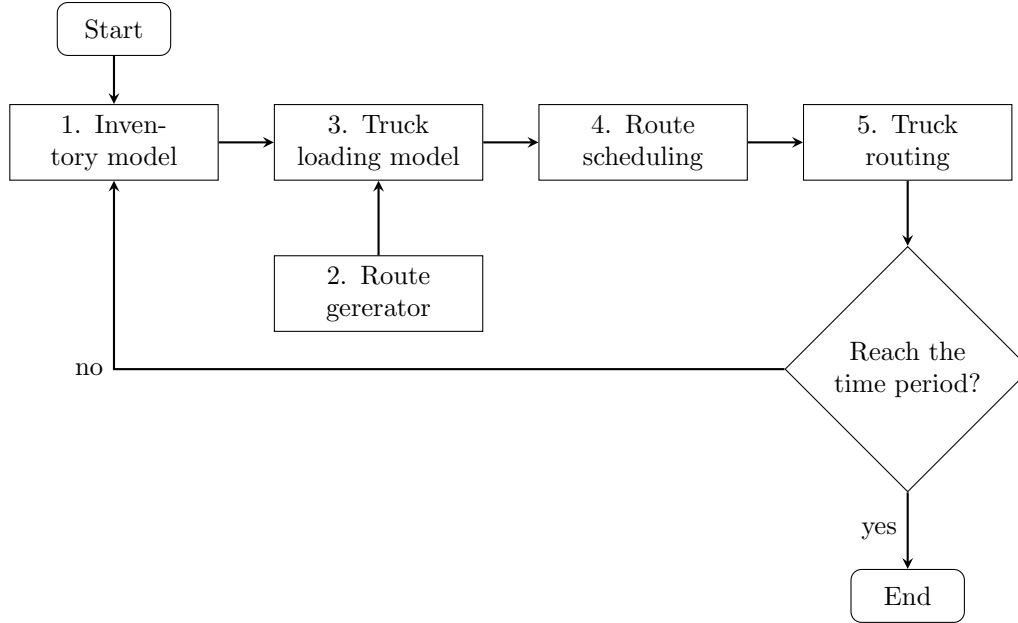 Start
1. Inven-
tory model
3. Truck
loading model
4. Route
scheduling
5. Truck
routing
2. Route
gererator
Reach the
time period?
no
yes
End